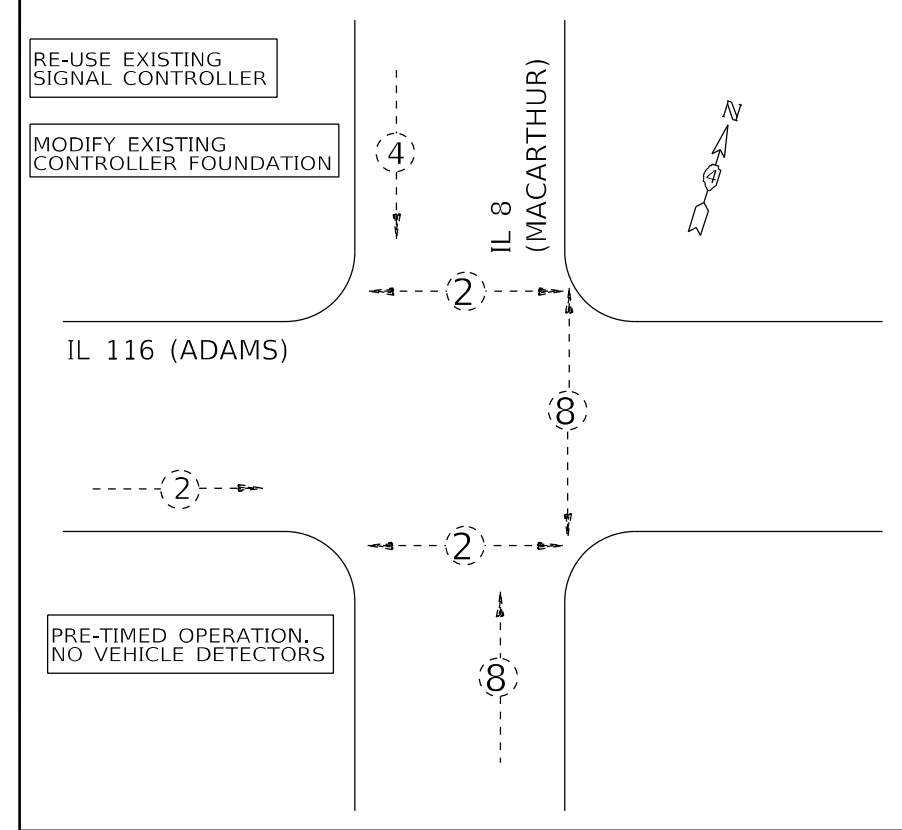 RE-USE EXISTING
SIGNAL CONTROLLER
MODIFY EXISTING
CONTROLLER FOUNDATION
4
IL 8
(MACARTHUR)
N
4
2
IL 116 (ADAMS)
8
2
2
PRE-TIMED OPERATION.
NO VEHICLE DETECTORS
8